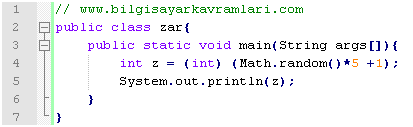 1 // www.bilgisayarkavramlari.com
2 public class zar{
3 public static void main(String args[]){
4 int z = (int) (Math.random()*5 +1);
5 System.out.println(z);
6 }
7 }